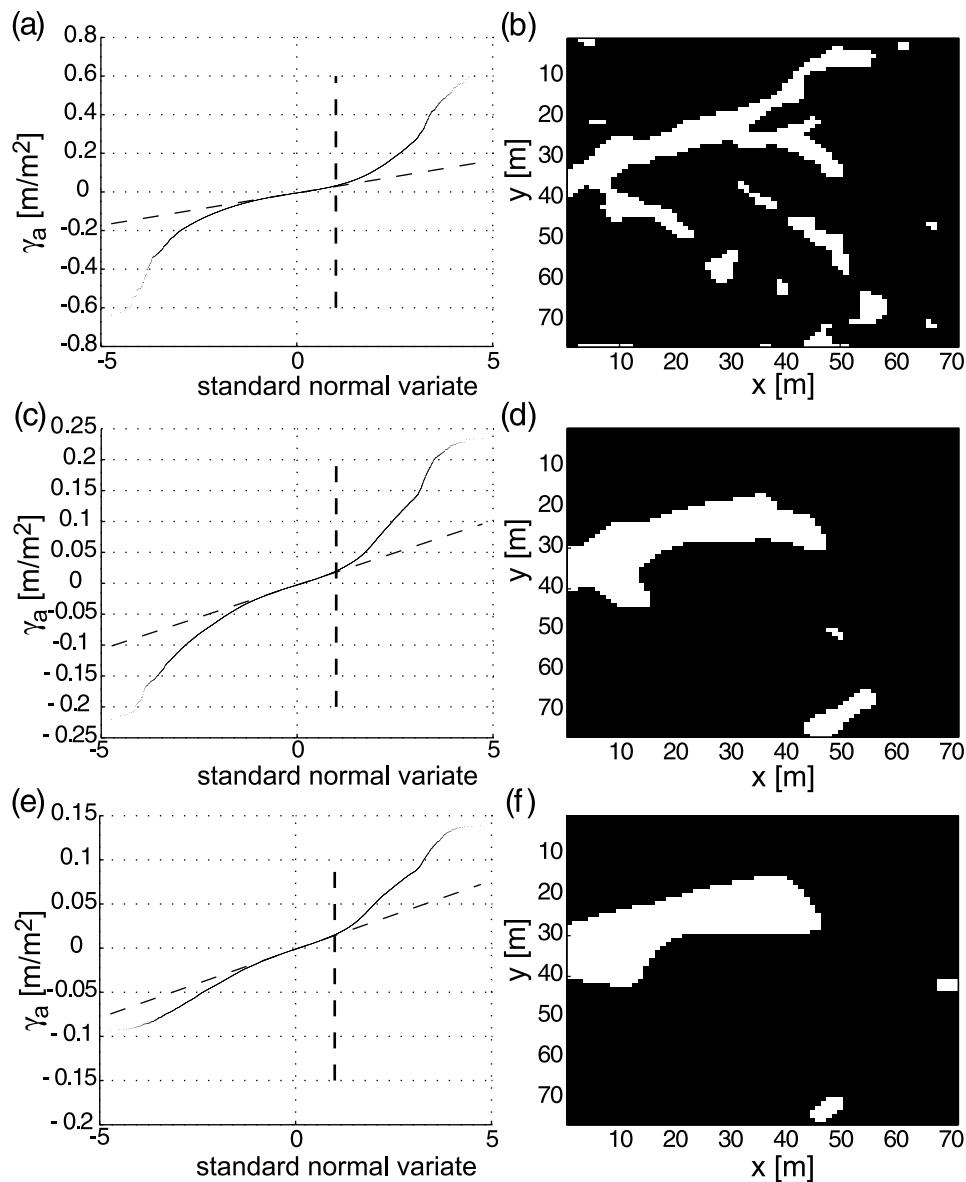 (a)
0.8
0.6
0.4
0.2
0
-0.2
-0.4
-0.6
0.8
γa [m/m2]
-5
0
5
standard normal variate
(b)
10
20
30
40
50
60
70
y [m]
10 20 30 40 50 60 70
x [m]
(c)
0.25
0.2
0.15
0.1
0.05
0
-0.05
-0.1
-0.15
-0.2
-0.25
γa [m/m2]
-5
0
5
standard normal variate
(d)
10
20
30
40
50
60
70
y [m]
10 20 30 40 50 60 70
x [m]
(e)
0.15
0.1
0.05
0
-0.05
-0.1
-0.15
-0.2
γa [m/m2]
-5
0
5
standard normal variate
(f)
10
20
30
40
50
60
70
y [m]
10 20 30 40 50 60 70
x [m]